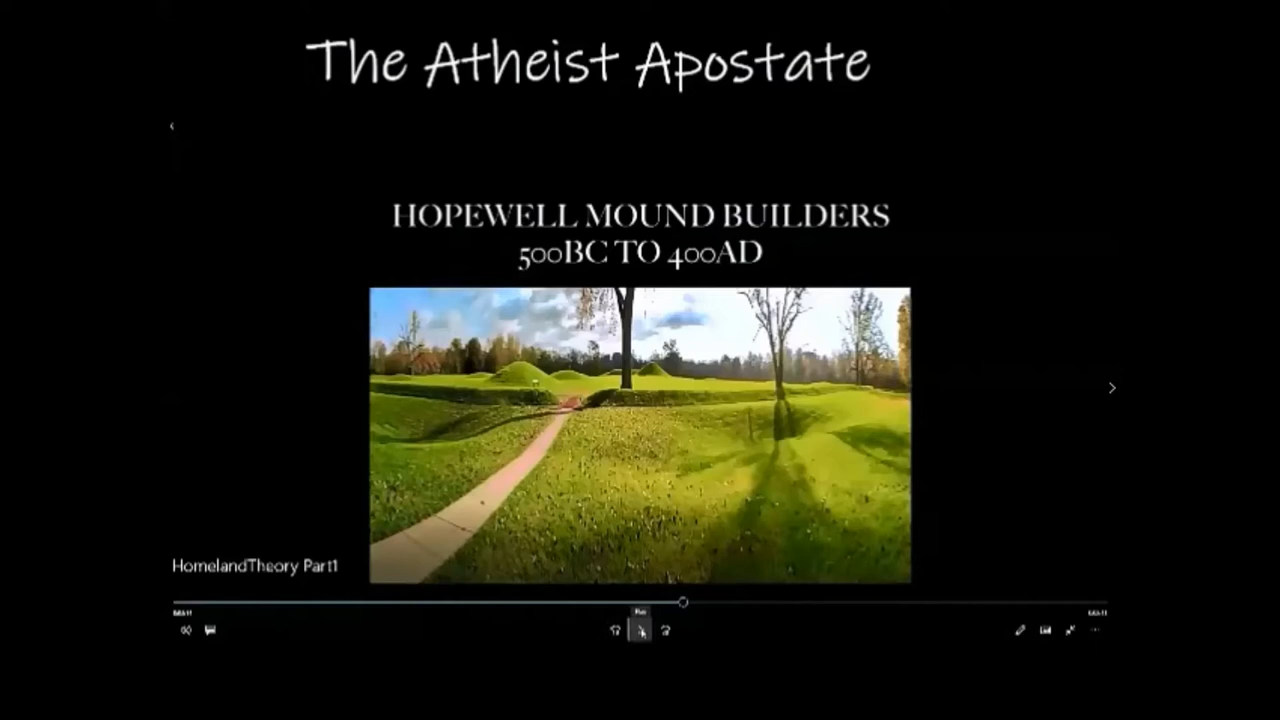 The Atheist Apostate
HOPEWELL MOUND BUILDERS
500BC TO 400AD
HomelandTheory Part1